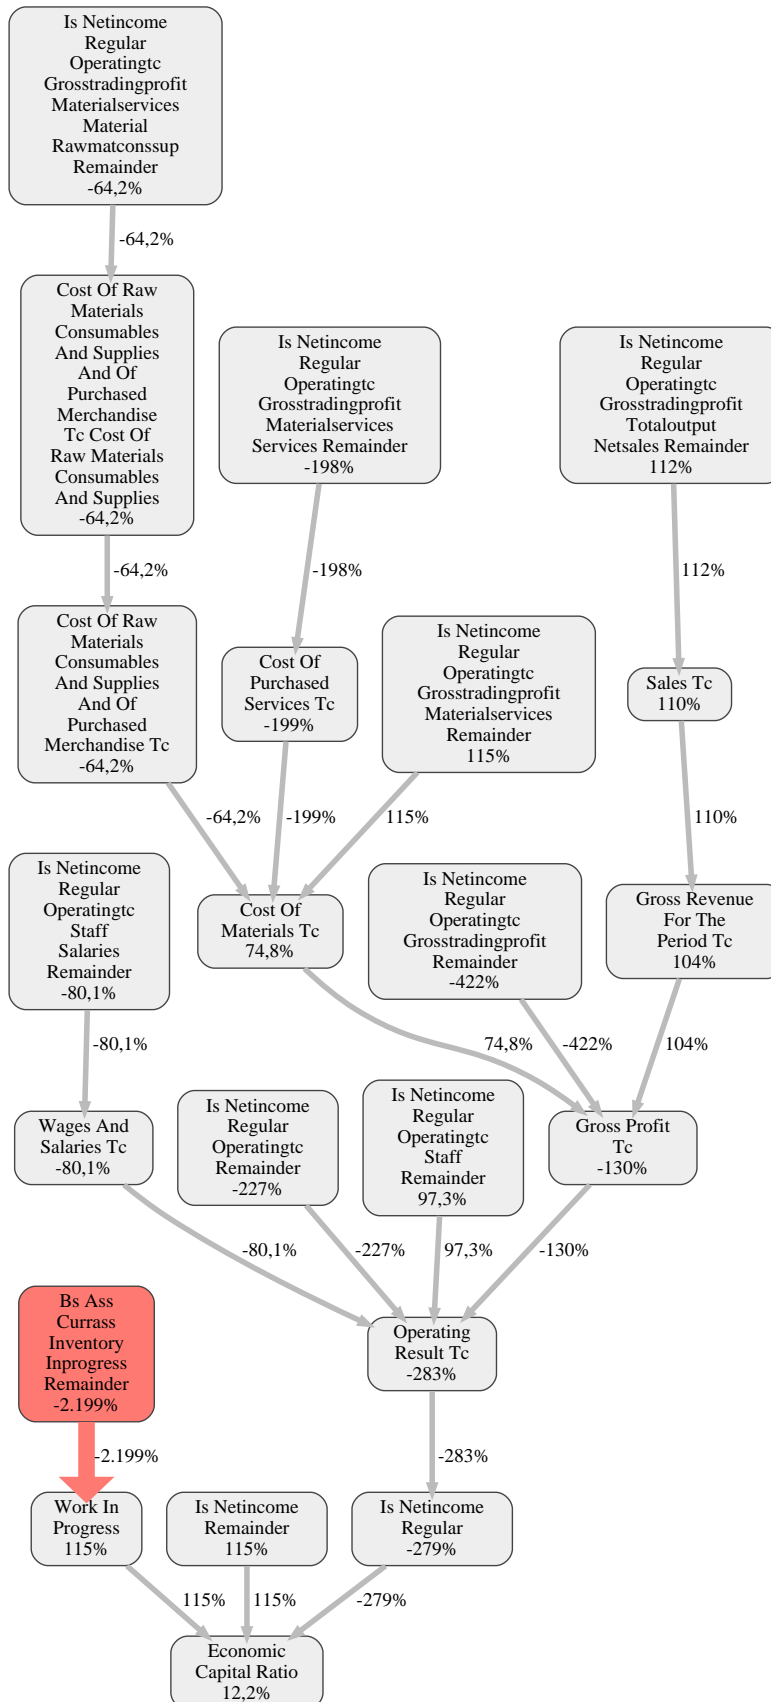 Is Netincome
Regular
Operatingtc
Grosstradingprofit
Materialservices
Material
Rawmatconssup
Remainder
-64,2%
-64,2%
Cost Of Raw
Materials
Consumables
And Supplies
And Of
Purchased
Merchandise
Tc Cost Of
Raw Materials
Consumables
And Supplies
-64,2%
Is Netincome
Regular
Operatingtc
Grosstradingprofit
Materialservices
Services Remainder
-198%
Is Netincome
Regular
Operatingtc
Grosstradingprofit
Totaloutput
Netsales Remainder
112%
-64,2%
-198%
112%
Cost Of Raw
Materials
Consumables
And Supplies
And Of
Purchased
Merchandise Tc
-64,2%
Cost Of
Purchased
Services Tc
-199%
Is Netincome
Regular
Operatingtc
Grosstradingprofit
Materialservices
Remainder
115%
Sales Tc
110%
-64,2%
-199%
115%
110%
Is Netincome
Regular
Operatingtc
Staff
Salaries
Remainder
-80,1%
Cost Of
Materials Tc
74,8%
Is Netincome
Regular
Operatingtc
Grosstradingprofit
Remainder
-422%
Gross Revenue
For The
Period Tc
104%
-80,1%
74,8%
-422%
104%
Wages And
Salaries Tc
-80,1%
Is Netincome
Regular
Operatingtc
Remainder
-227%
Is Netincome
Regular
Operatingtc
Staff
Remainder
97,3%
Gross Profit
Tc
-130%
-80,1%
-227%
97,3%
-130%
Bs Ass
Currass
Inventory
Inprogress
Remainder
-2.199%
Operating
Result Tc
-283%
-2.199%
-283%
Work In
Progress
115%
Is Netincome
Remainder
115%
Is Netincome
Regular
-279%
115%
115%
-279%
Economic
Capital Ratio
12,2%